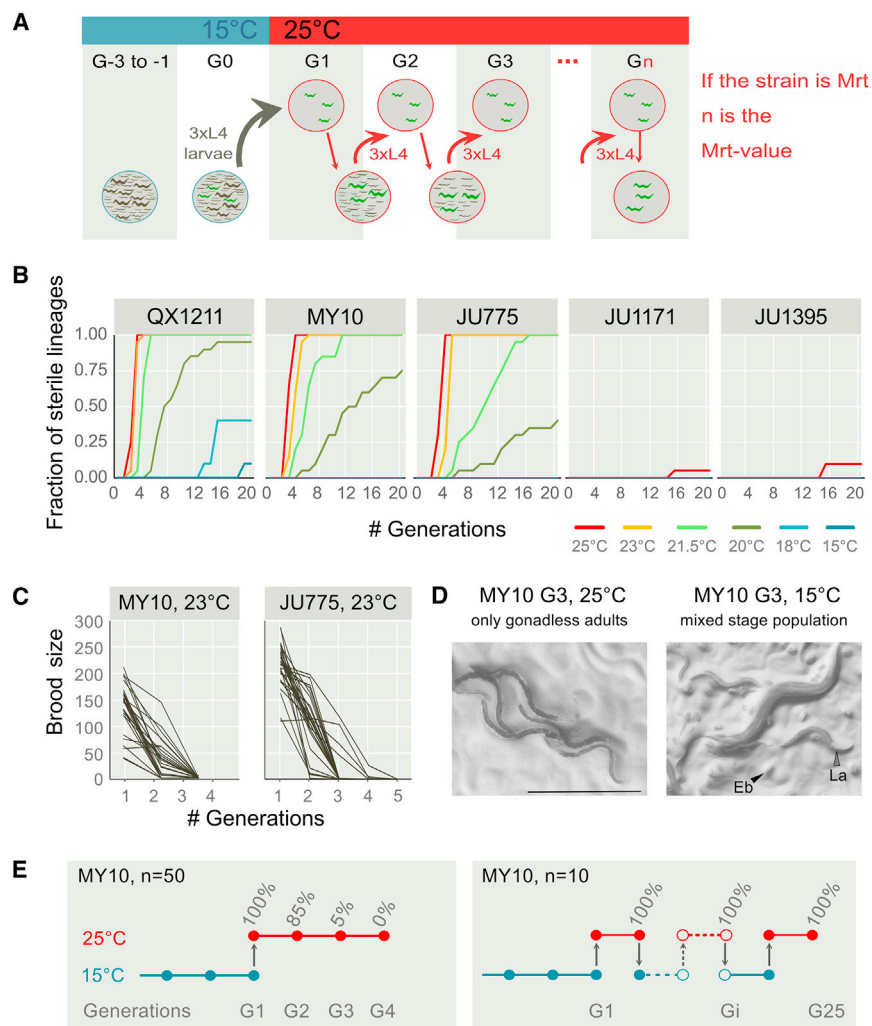 A
15°C 25°C
G-3 to -1 G0 G1 G2 G3 ... Gn
3xL4
larvae
3xL4 3xL4 3xL4
If the strain is Mrt
n is the
Mrt-value
B
QX1211 MY10 JU775 JU1171 JU1395
Fraction of sterile lineages
1.00
0.75
0.50
0.25
0.00
0 4 8 12 16 20 0 4 8 12 16 20 0 4 8 12 16 20 0 4 8 12 16 20 0 4 8 12 16 20
# Generations
25°C 23°C 21.5°C 20°C 18°C 15°C
C
MY10, 23°C JU775, 23°C
Brood size
300
250
200
150
100
50
0
1 2 3 4 1 2 3 4 5
# Generations
D
MY10 G3, 25°C MY10 G3, 15°C
only gonadless adults mixed stage population
Eb La
E
MY10, n=50 MY10, n=10
100% 85% 5% 0% 100% 100% 100% 100%
25°C
15°C
Generations G1 G2 G3 G4 G1 Gi G25